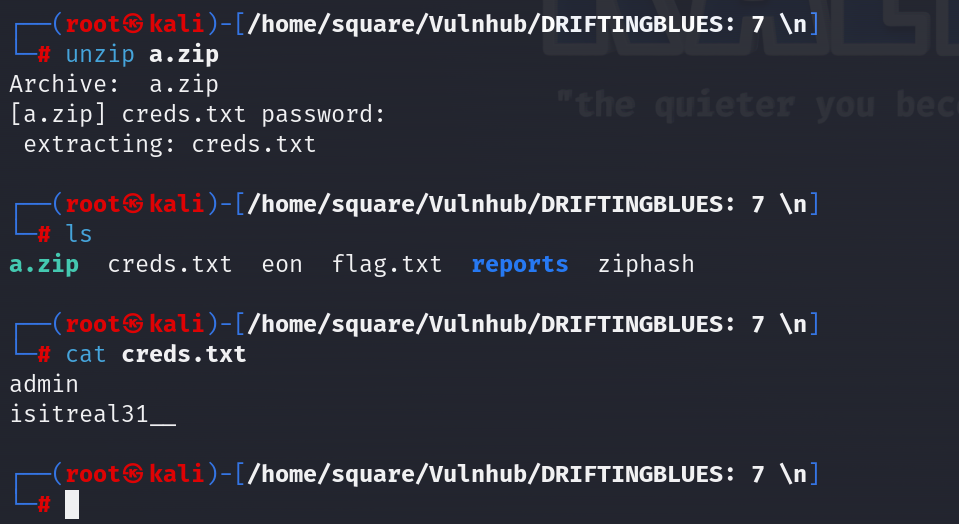 ┌──(root㉿kali)-[/home/square/Vulnhub/DRIFTINGBLUES: 7 \n]
└─# unzip a.zip
Archive:  a.zip
"the quieter you
[a.zip] creds.txt password:
 extracting: creds.txt
┌──(root㉿kali)-[/home/square/Vulnhub/DRIFTINGBLUES: 7 \n]
└─# ls
a.zip  creds.txt  eon  flag.txt  reports  ziphash
┌──(root㉿kali)-[/home/square/Vulnhub/DRIFTINGBLUES: 7 \n]
└─# cat creds.txt
admin
isitreal31__
┌──(root㉿kali)-[/home/square/Vulnhub/DRIFTINGBLUES: 7 \n]
└─#